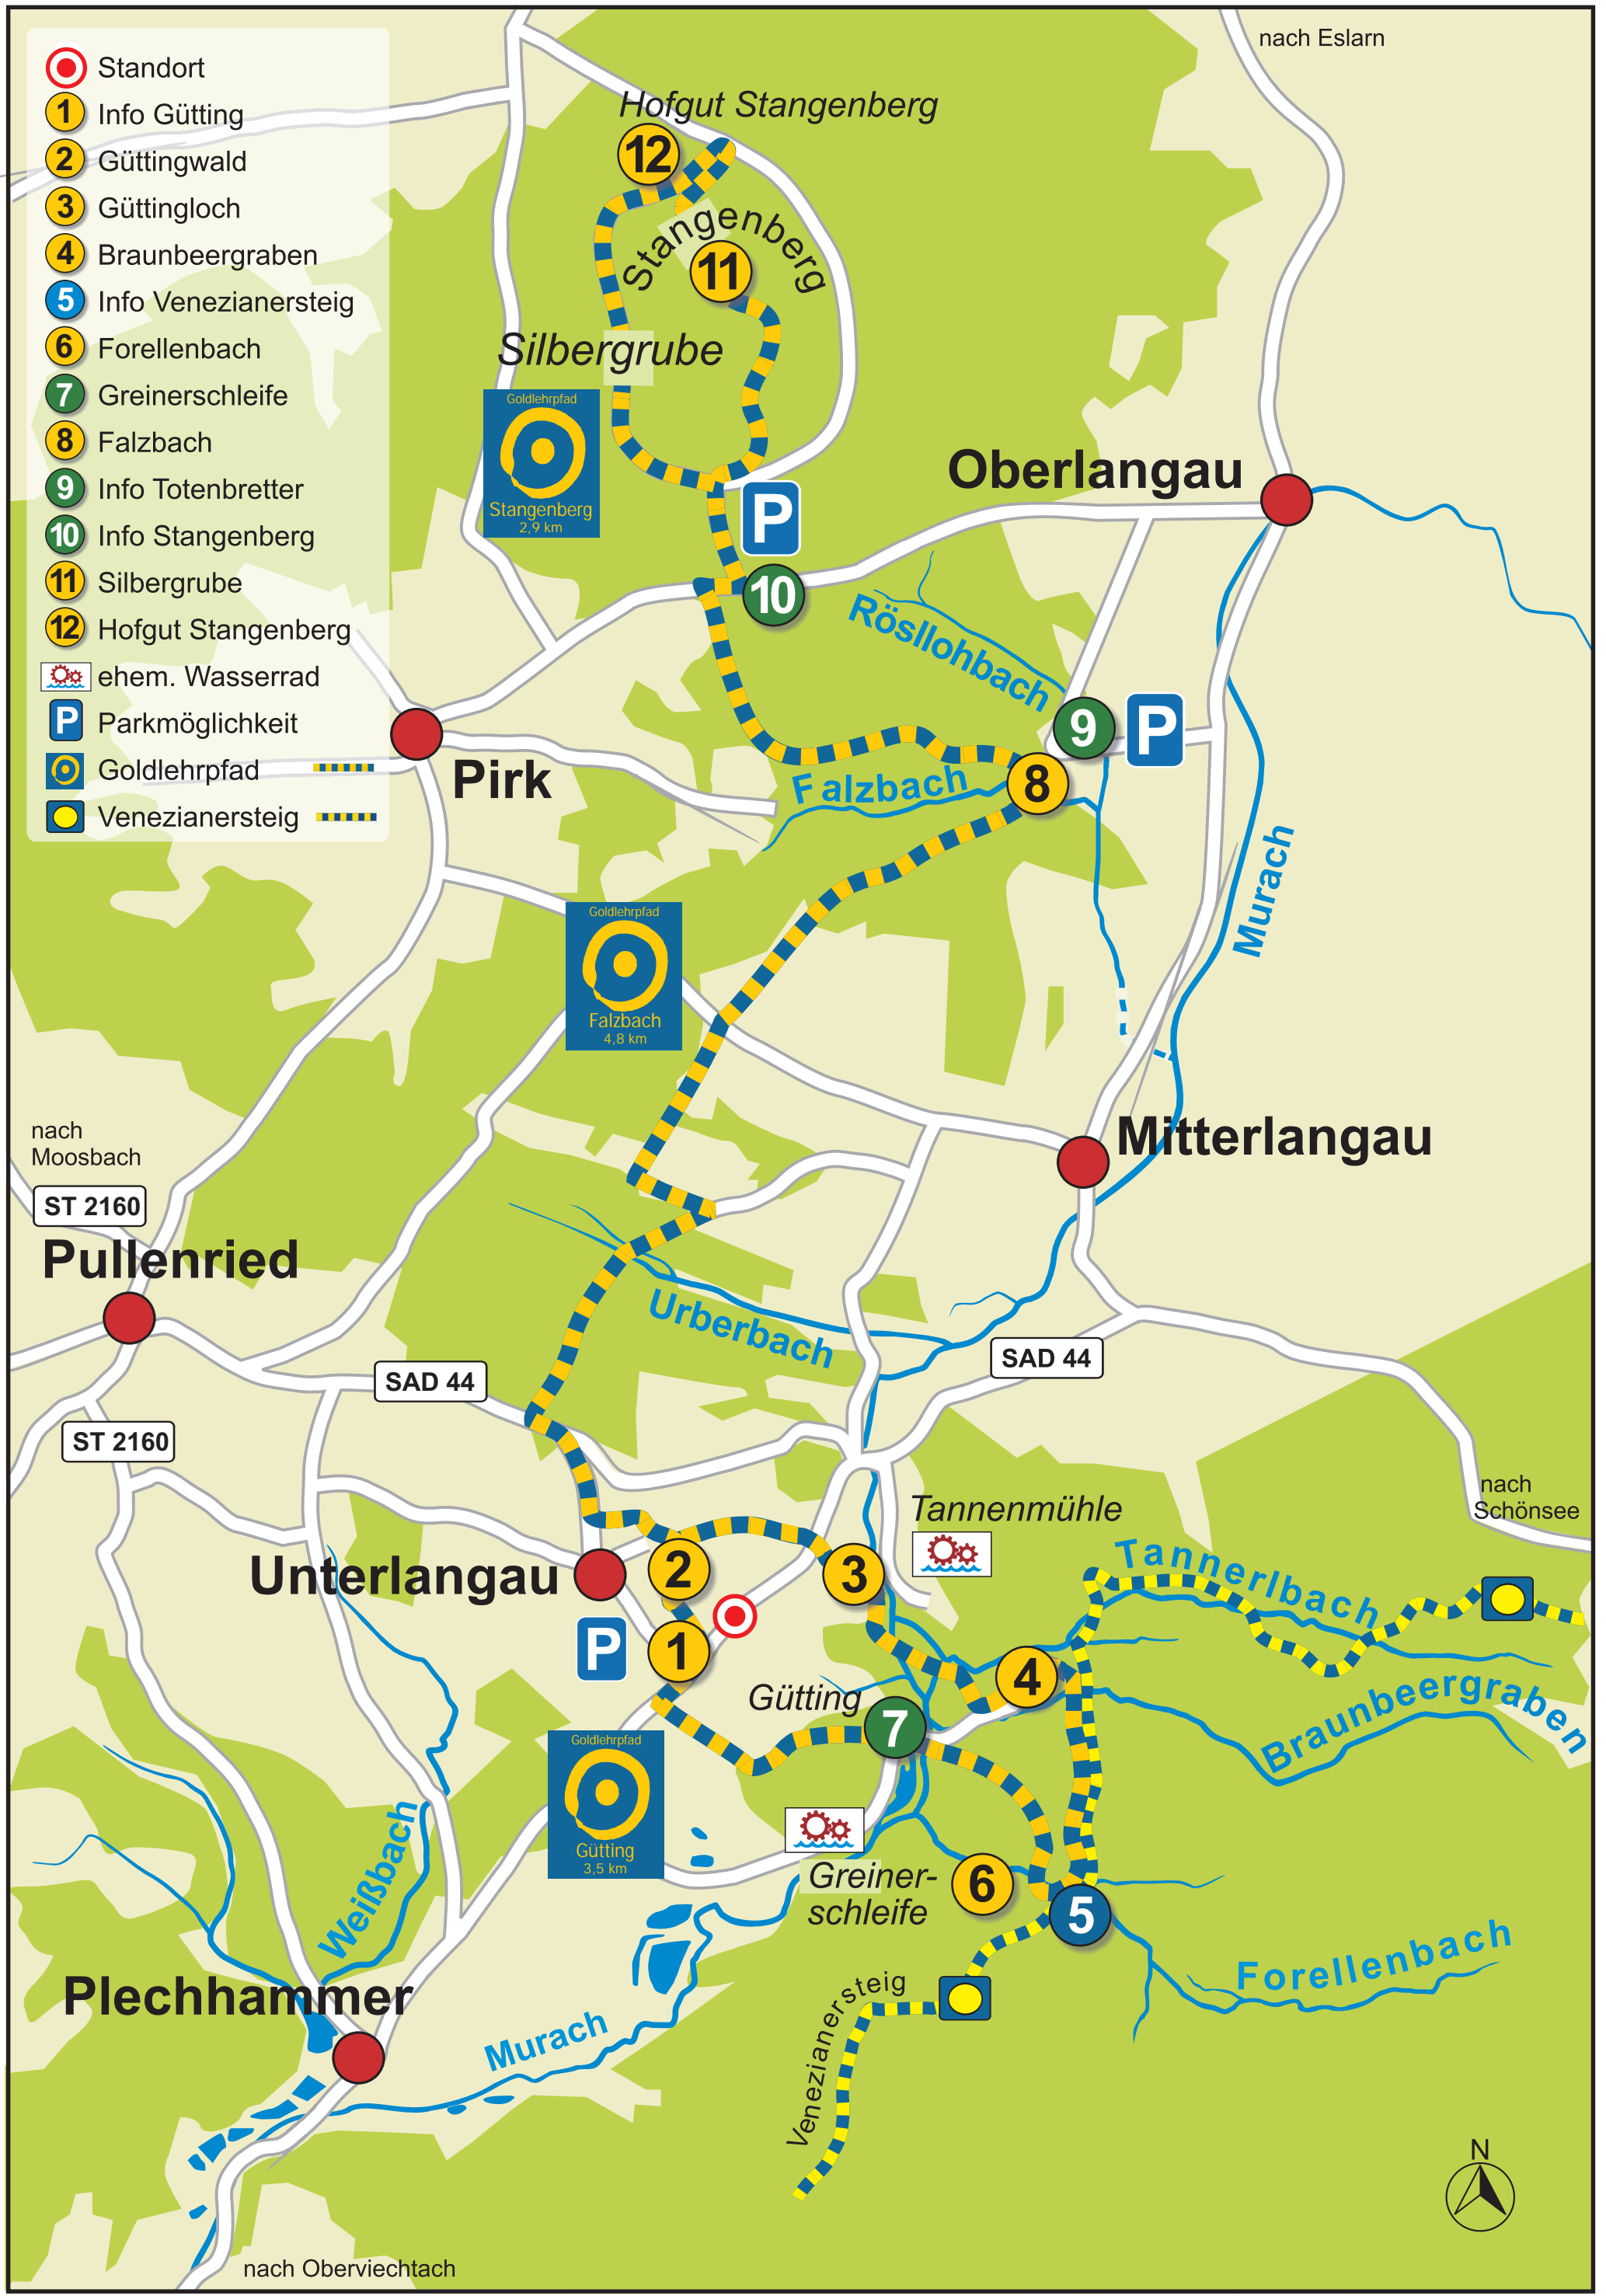 Standort
1 Info Gütting
2 Güttingwald
3 Güttingloch
4 Braunbeergraben
5 Info Venezianersteig
6 Forellenbach
7 Greinerschleife
8 Falzbach
9 Info Totenbretter
10 Info Stangenberg
11 Silbergrube
12 Hofgut Stangenberg
ehem. Wasserrad
P Parkmöglichkeit
Goldlehrpfad
Venezianersteig
nach Eslarn
Hofgut Stangenberg
12
Stangenberg
11
Silbergrube
Goldlehrpfad
Stangenberg
2,9 km
Oberlangau
P
10
Rösllohbach
9
P
Pirk
Falzbach
8
Murach
Goldlehrpfad
Falzbach
4,8 km
nach
Moosbach
ST 2160
Mitterlangau
Pullenried
Urberbach
SAD 44
SAD 44
ST 2160
nach
Schönsee
Tannenmühle
Tannerlbach
Unterlangau
2
3
P
1
4
Gütting
7
Braunbeergraben
Goldlehrpfad
Gütting
3,5 km
Weißbach
Greiner-
schleife
6
5
Forellenbach
Plechhammer
Venezianersteig
Murach
N
nach Oberviechtach